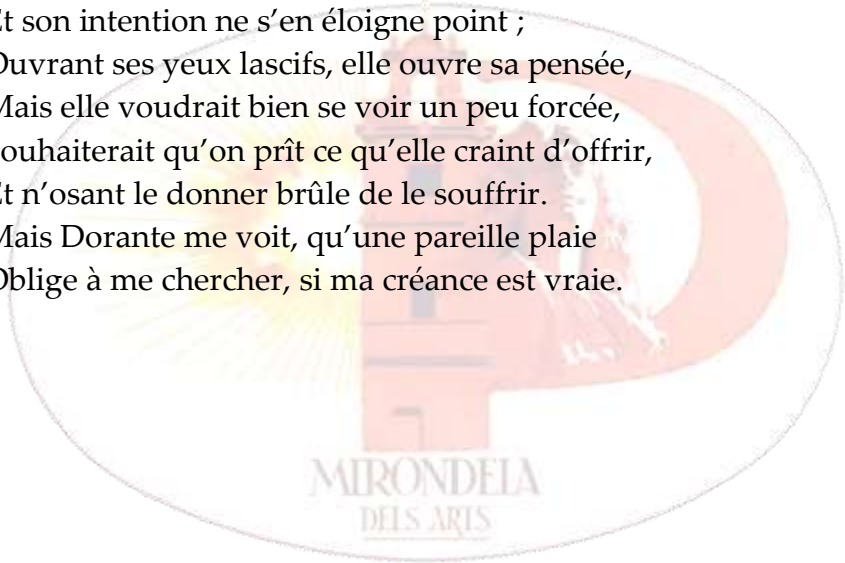 Et son intention ne s’en éloigne point ;
Ouvrant ses yeux lascifs, elle ouvre sa pensée,
Mais elle voudrait bien se voir un peu forcée,
ouhaiterait qu’on prît ce qu’elle craint d’offrir,
Et n’osant le donner brûle de le souffrir.
Mais Dorante me voit, qu’une pareille plaie
Oblige à me chercher, si ma créance est vraie.
MIRONDELA
DELS ARTS